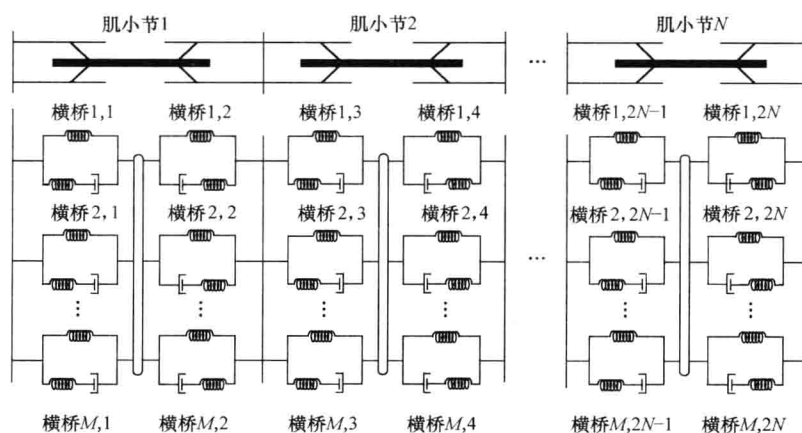 肌小节1 肌小节2 肌小节N
...
横桥1,1 横桥1,2 横桥1,3 横桥1,4 横桥1,2N-1 横桥1,2N
横桥2,1 横桥2,2 横桥2,3 横桥2,4 横桥2,2N-1 横桥2,2N
...
横桥M,1 横桥M,2 横桥M,3 横桥M,4 横桥M,2N-1 横桥M,2N